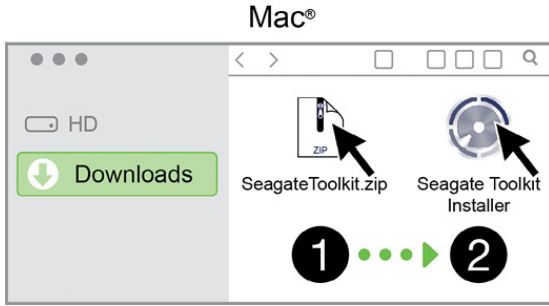 Mac®
HD
Downloads
ZIP
SeagateToolkit.zip
Seagate Toolkit
Installer
1
2